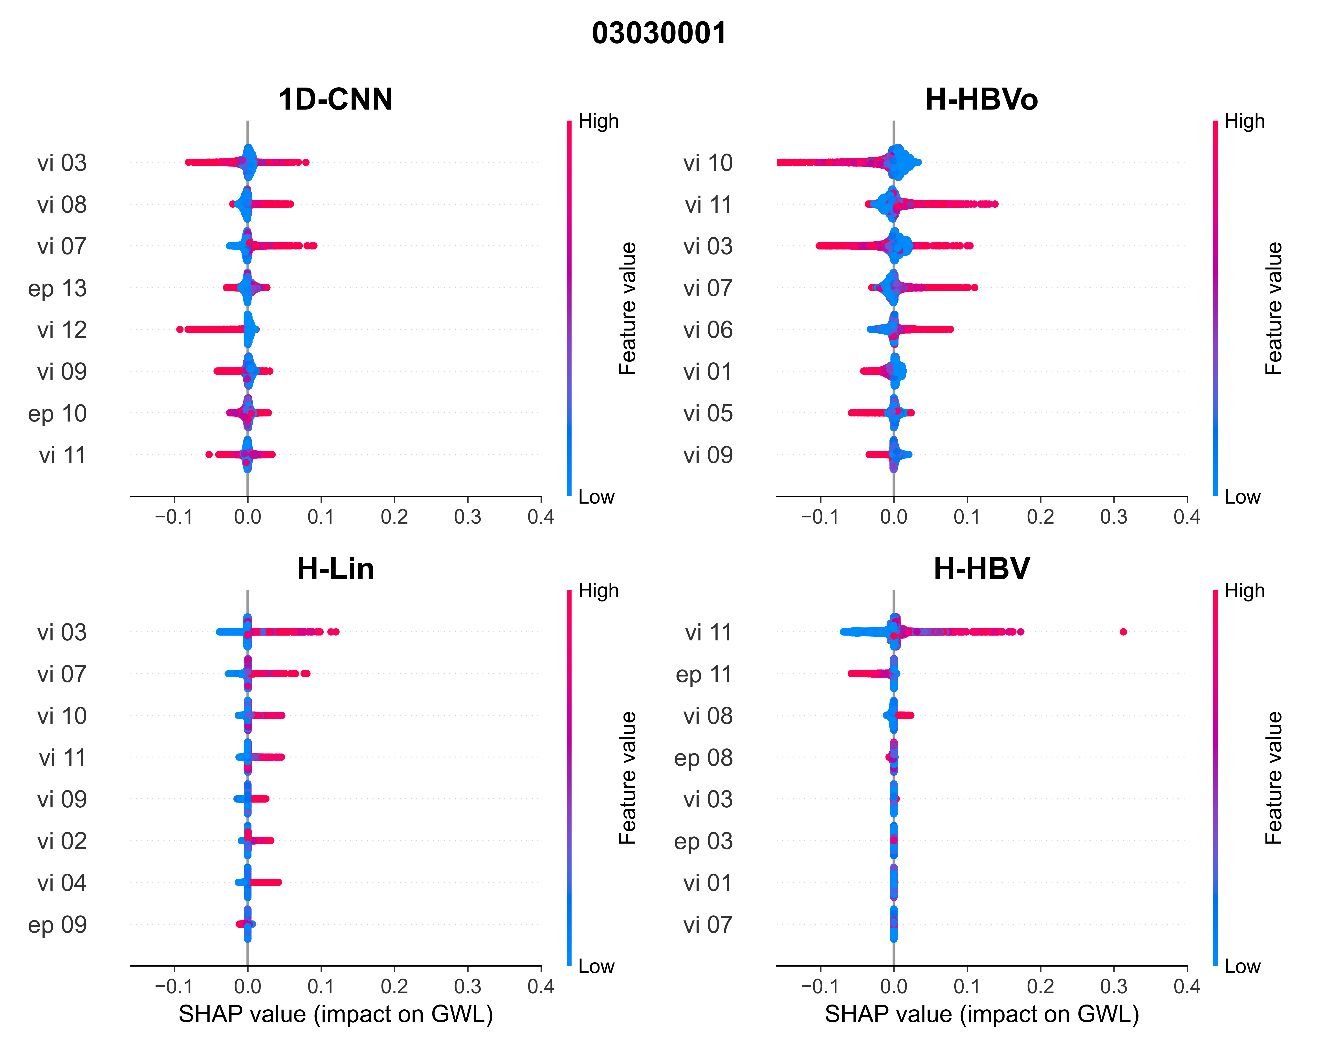 03030001
1D-CNN
High
vi 03
vi 08
vi 07
ep 13
vi 12
vi 09
ep 10
vi 11
Feature value
Low
−0.1 0.0 0.1 0.2 0.3 0.4
H-HBVo
High
vi 10
vi 11
vi 03
vi 07
vi 06
vi 01
vi 05
vi 09
Feature value
Low
−0.1 0.0 0.1 0.2 0.3 0.4
H-Lin
High
vi 03
vi 07
vi 10
vi 11
vi 09
vi 02
vi 04
ep 09
Feature value
Low
−0.1 0.0 0.1 0.2 0.3 0.4
SHAP value (impact on GWL)
H-HBV
High
vi 11
ep 11
vi 08
ep 08
vi 03
ep 03
vi 01
vi 07
Feature value
Low
−0.1 0.0 0.1 0.2 0.3 0.4
SHAP value (impact on GWL)